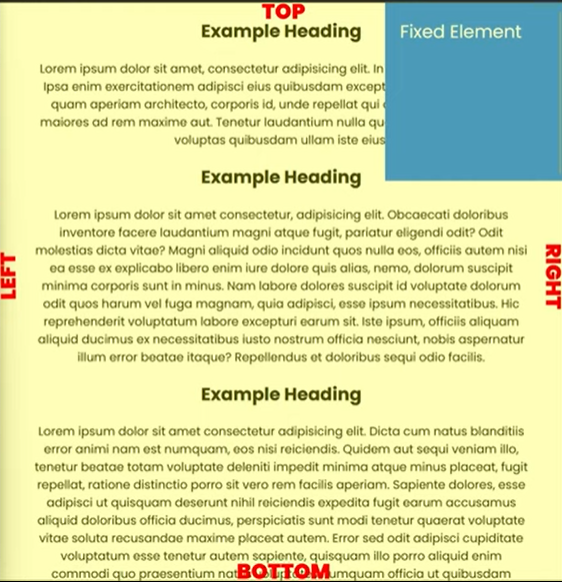 TOP
Example Heading
Fixed Element
Lorem ipsum dolor sit amet, consectetur adipisicing elit. In
Ipsa enim exercitationem adipisci eius quibusdam except
quam aperiam architecto, corporis id, unde repellat qui
maiores ad rem maxime aut. Tenetur laudantium nulla qu
voluptas quibusdam ullam iste eius
Example Heading
Lorem ipsum dolor sit amet consectetur, adipisicing elit. Obcaecati doloribus
inventore facere laudantium magni atque fugit, pariatur eligendi odit? Odit
molestias dicta vitae? Magni aliquid odio incidunt quos nulla eos, officiis autem nisi
ea esse ex explicabo libero enim iure dolore quis alias, nemo, dolorum suscipit
minima corporis sunt in minus. Nam labore dolores suscipit id voluptate dolorum
odit quos harum vel fuga magnam, quia adipisci, esse ipsum necessitatibus. Hic
reprehenderit voluptatum labore excepturi earum sit. Iste ipsum, officiis aliquam
aliquid ducimus ex necessitatibus iusto nostrum officia nesciunt, nobis aspernatur
illum error beatae itaque? Repellendus et doloribus sequi odio facilis.
LEFT
RIGHT
Example Heading
Lorem ipsum dolor sit amet consectetur adipisicing elit. Dicta cum natus blanditiis
error animi nam est numquam, eos nisi reiciendis. Quidem aut sequi veniam illo,
tenetur beatae totam voluptate deleniti impedit minima atque minus placeat, fugit
repellat, ratione distinctio porro sit vero rem facilis aperiam. Sapiente dolores, esse
adipisci ut quisquam deserunt nihil reiciendis expedita fugit earum accusamus
aliquid doloribus officia ducimus, perspiciatis sunt modi tenetur quaerat voluptate
vitae soluta recusandae maxime placeat autem. Error sed odit adipisci cupiditate
voluptatum esse tenetur autem sapiente, quisquam illo porro aliquid enim
commodi quo praesentium umquam officia ut quibusdam
BOTTOM